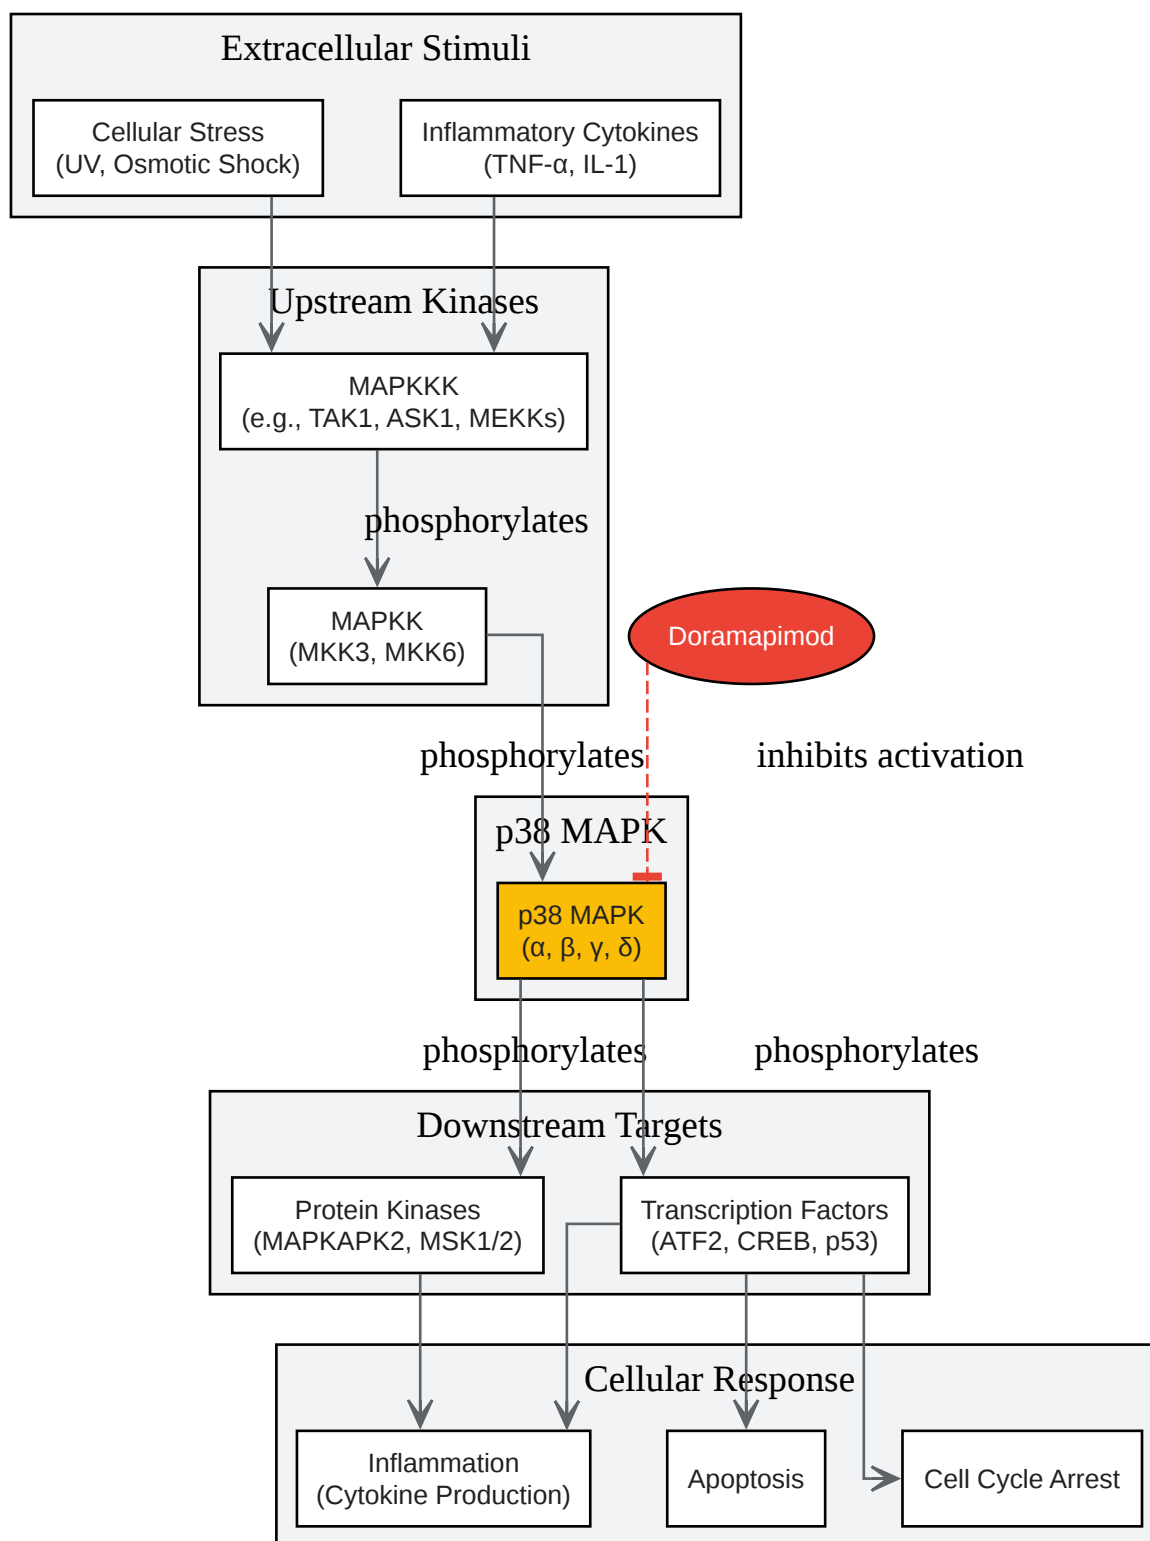 Extracellular Stimuli
Cellular Stress
(UV, Osmotic Shock)
Inflammatory Cytokines
(TNF-α, IL-1)
Upstream Kinases
MAPKKK
(e.g., TAK1, ASK1, MEKKs)
phosphorylates
MAPKK
(MKK3, MKK6)
Doramapimod
phosphorylates
inhibits activation
p38 MAPK
p38 MAPK
(α, β, γ, δ)
phosphorylates
phosphorylates
Downstream Targets
Protein Kinases
(MAPKAPK2, MSK1/2)
Transcription Factors
(ATF2, CREB, p53)
Cellular Response
Inflammation
(Cytokine Production)
Apoptosis
Cell Cycle Arrest